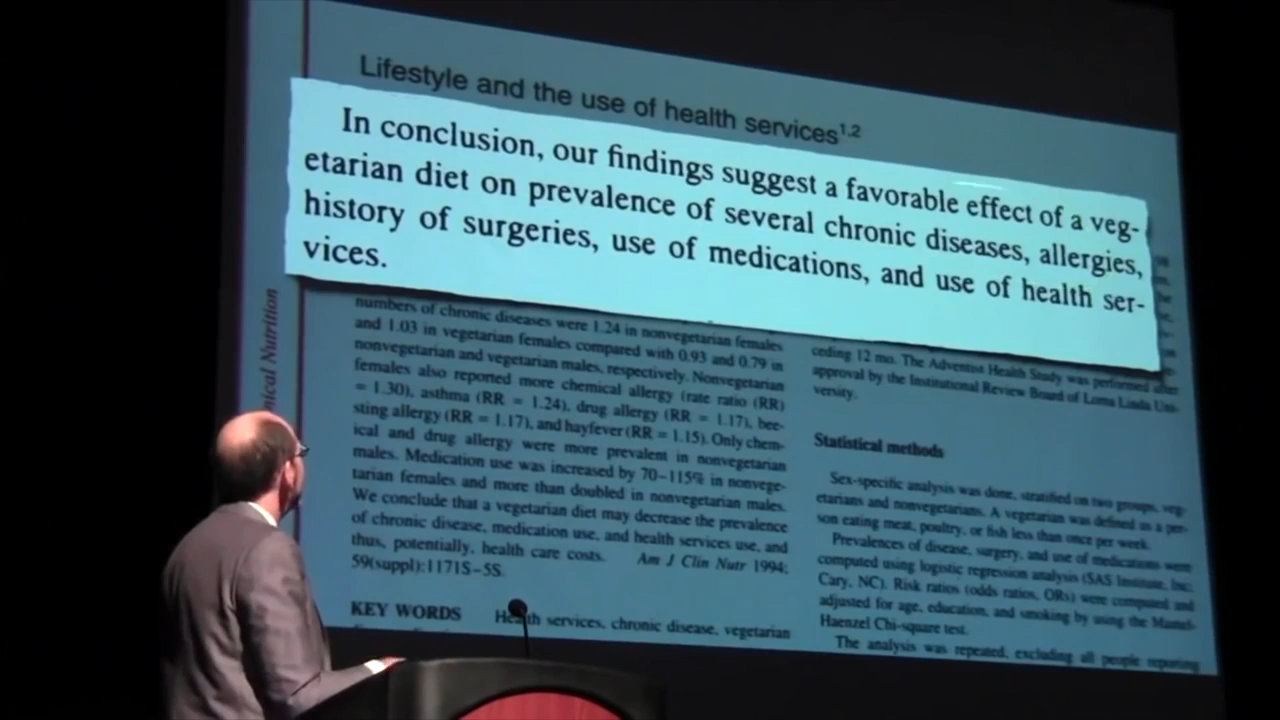 Lifestyle and the use of health services1,2
In conclusion, our findings suggest a favorable effect of a veg-
etarian diet on prevalence of several chronic diseases, allergies,
history of surgeries, use of medications, and use of health ser-
vices.
nical Nutrition
numbers of chronic diseases were 1.24 in nonvegetarian females
and 1.03 in vegetarian females compared with 0.93 and 0.79 in
nonvegetarian and vegetarian males, respectively. Nonvegetarian
females also reported more chemical allergy (rate ratio (RR)
= 1.30), asthma (RR = 1.24), drug allergy (RR = 1.17), bee-
sting allergy (RR = 1.17), and hayfever (RR = 1.15). Only chem-
ical and drug allergy were more prevalent in nonvegetarian
males. Medication use was increased by 70–115% in nonvege-
tarian females and more than doubled in nonvegetarian males.
We conclude that a vegetarian diet may decrease the prevalence
of chronic disease, medication use, and health services use, and
thus, potentially, health care costs. Am J Clin Nutr 1994;
59(suppl):1171S–5S.
KEY WORDS Health services, chronic disease, vegetarian
ceding 12 mo. The Adventist Health Study was performed after
approval by the Institutional Review Board of Loma Linda Uni-
versity.
Statistical methods
Sex-specific analysis was done, stratified on two groups, veg-
etarians and nonvegetarians. A vegetarian was defined as a per-
son eating meat, poultry, or fish less than once per week.
Prevalences of disease, surgery, and use of medications were
computed using logistic regression analysis (SAS Institute, Inc,
Cary, NC). Risk ratios (odds ratios, ORs) were computed and
adjusted for age, education, and smoking by using the Mantel-
Haenzel Chi-square test.
The analysis was repeated, excluding all people reporting